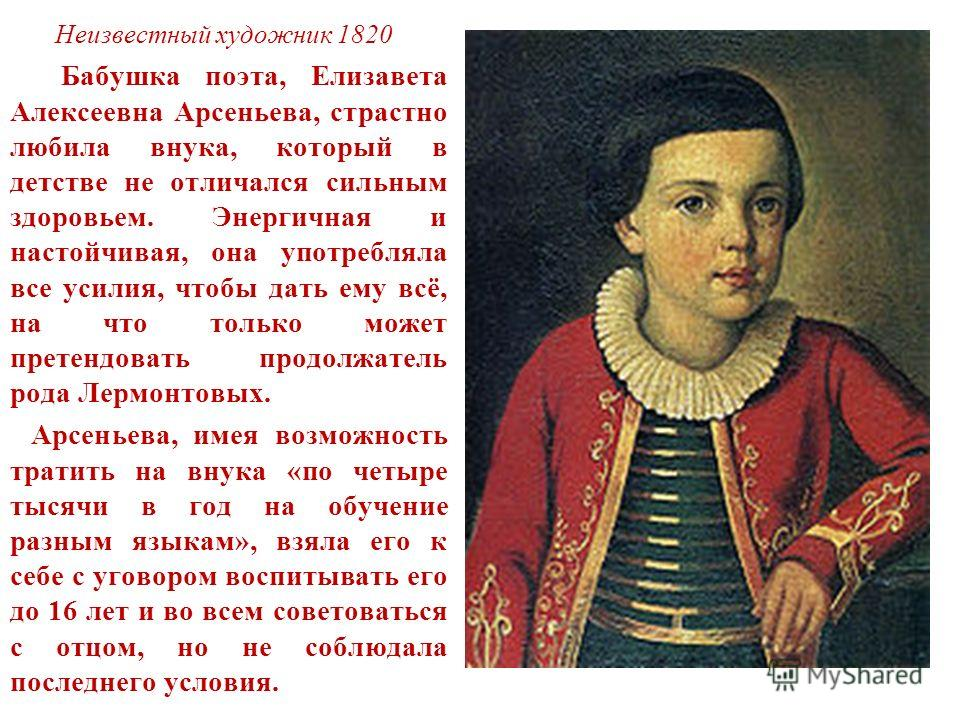 Неизвестный художник 1820
Бабушка поэта, Елизавета
Алексеевна Арсеньева, страстно
любила внука, который в
детстве не отличался сильным
здоровьем. Энергичная и
настойчивая, она употребляла
все усилия, чтобы дать ему всё,
на что только может
претендовать продолжатель
рода Лермонтовых.
Арсеньева, имея возможность
тратить на внука «по четыре
тысячи в год на обучение
разным языкам», взяла его к
себе с уговором воспитывать его
до 16 лет и во всем советоваться
с отцом, но не соблюдала
последнего условия.
MyShared